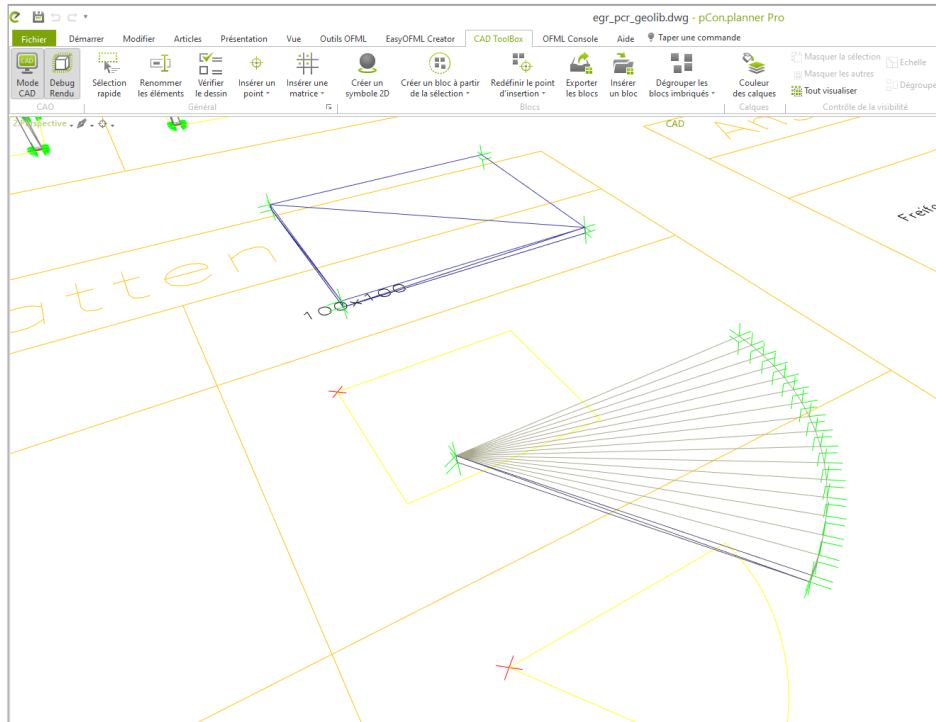 egr_pcr_geolib.dwg - pCon.planner Pro
Fichier Démarrer Modifier Articles Présentation Vue Outils OFML EasyOFML Creator CAD ToolBox OFML Console Aide Taper une commande
CAD
Mode CAD
Rebug Rendu
Sélection rapide
Renommer les éléments
Vérifier le dessin
Insérer un point
Insérer une matrice
Créer un symbole 2D
Créer un bloc à partir de la sélection
Redéfinir le point d'insertion
Exporter les blocs
Insérer un bloc
Dégrouper les blocs imbriqués
Couleur des calques
Masquer la sélection
Masquer les autres
Tout visualiser
Echelle
Dégroupe
CAO Général Blocs Calques Contrôle de la visibilité
Perspective
CAD
atten
100x100